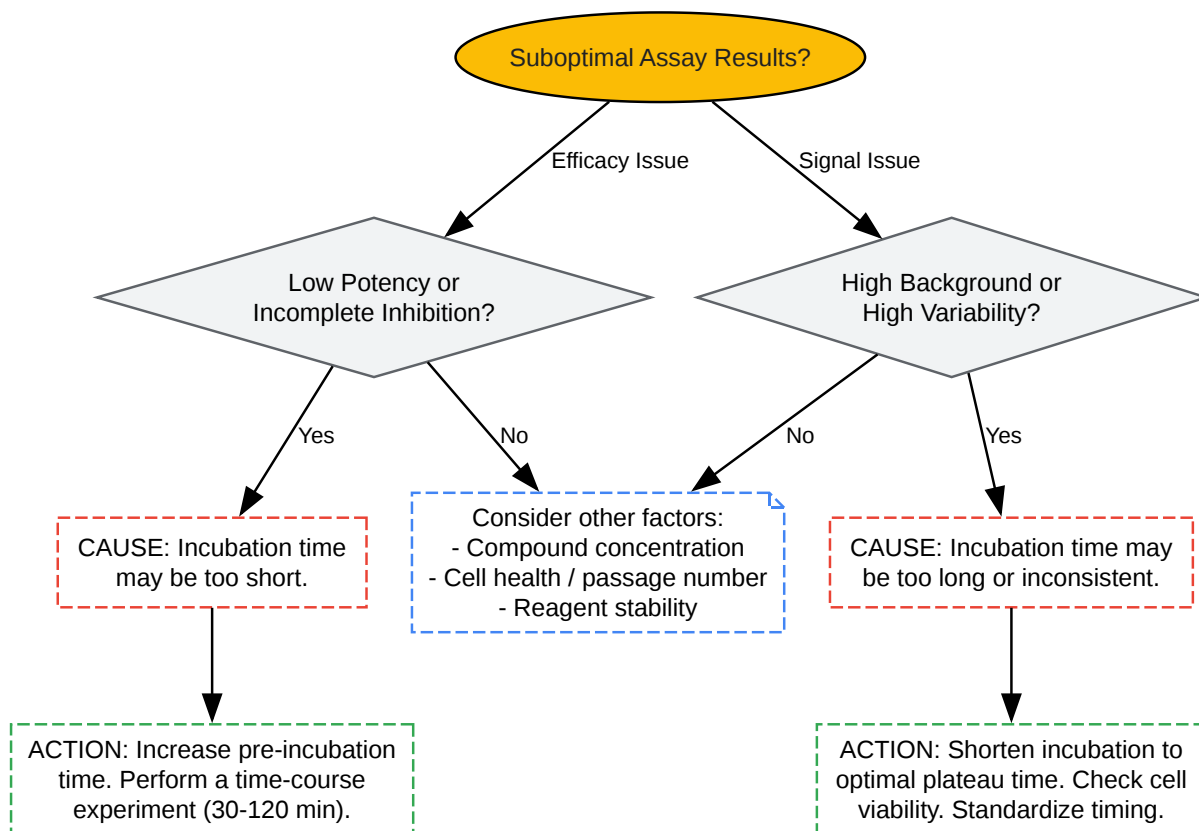 Suboptimal Assay Results?
Efficacy Issue
Signal Issue
Low Potency or
Incomplete Inhibition?
High Background or
High Variability?
Yes
No
No
Yes
CAUSE: Incubation time
may be too short.
Consider other factors:
- Compound concentration
- Cell health / passage number
- Reagent stability
CAUSE: Incubation time may
be too long or inconsistent.
ACTION: Increase pre-incubation
time. Perform a time-course
experiment (30-120 min).
ACTION: Shorten incubation to
optimal plateau time. Check cell
viability. Standardize timing.